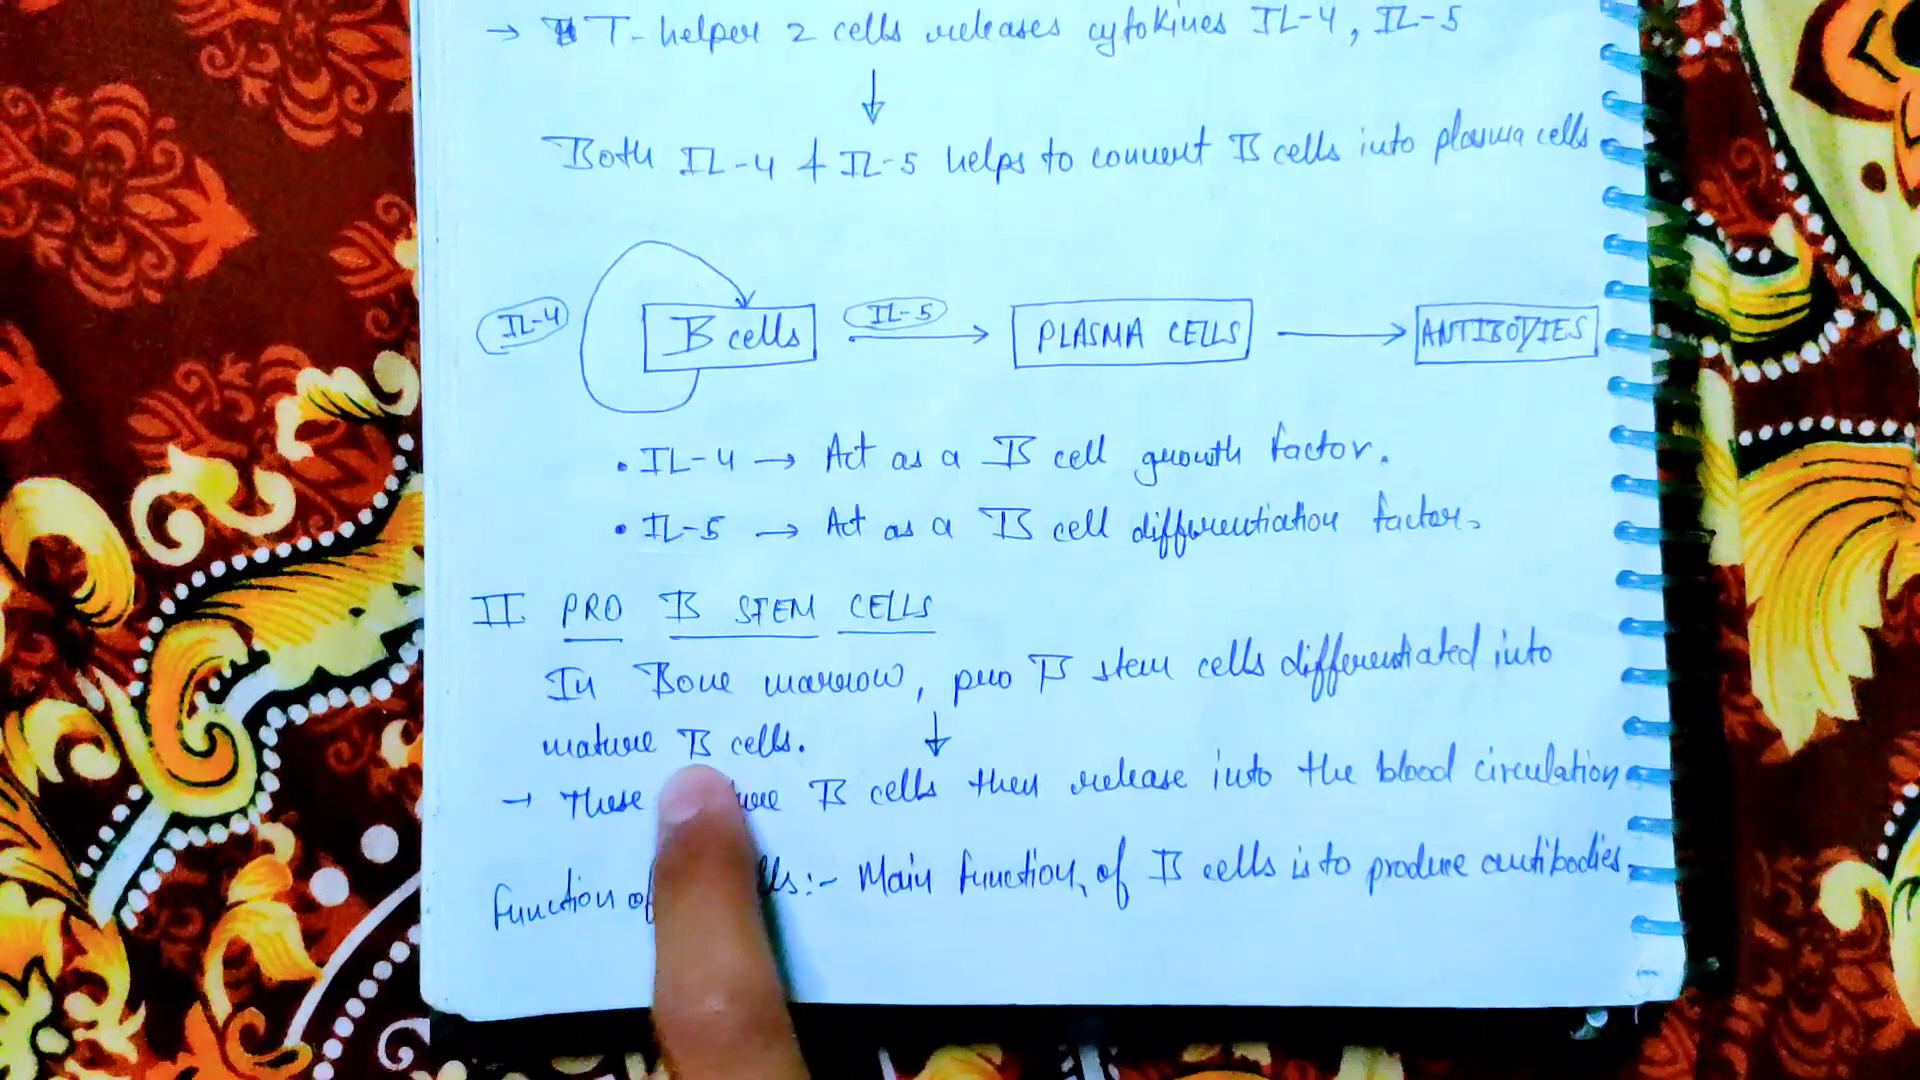 → T-helper 2 cells releases cytokines IL-4, IL-5
↓
Both IL-4 & IL-5 helps to convert B cells into plasma cells
IL-4 B cells IL-5 → PLASMA CELLS → ANTIBODIES
• IL-4 → Act as a B cell growth factor.
• IL-5 → Act as a B cell differentiation factor.
II PRO B STEM CELLS
In Bone marrow, pro B stem cells differentiated into
mature B cells. ↓
→ These B cells then release into the blood circulation
function of :- Main function of B cells is to produce antibodies.